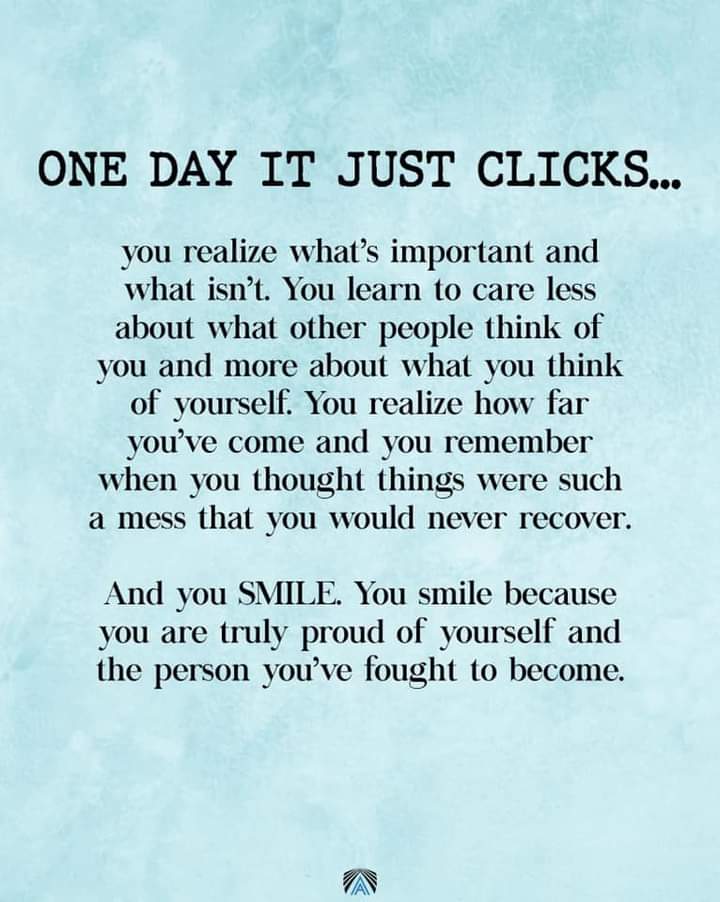 ONE DAY IT JUST CLICKS...
you realize what's important and
what isn't. You learn to care less
about what other people think of
you and more about what you think
of yourself. You realize how far
you've come and you remember
when you thought things were such
a mess that you would never recover.
And you SMILE. You smile because
you are truly proud of yourself and
the person you've fought to become.